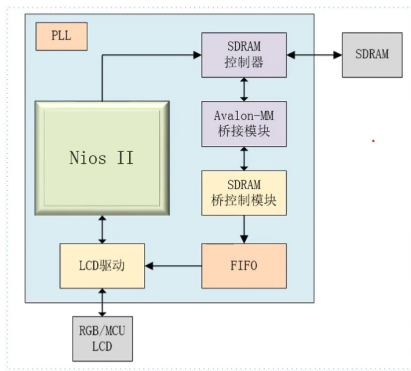 PLL
SDRAM
控制器
SDRAM
Avalon-MM
桥接模块
Nios II
SDRAM
桥控制模块
LCD驱动
FIFO
RGB/MCU
LCD